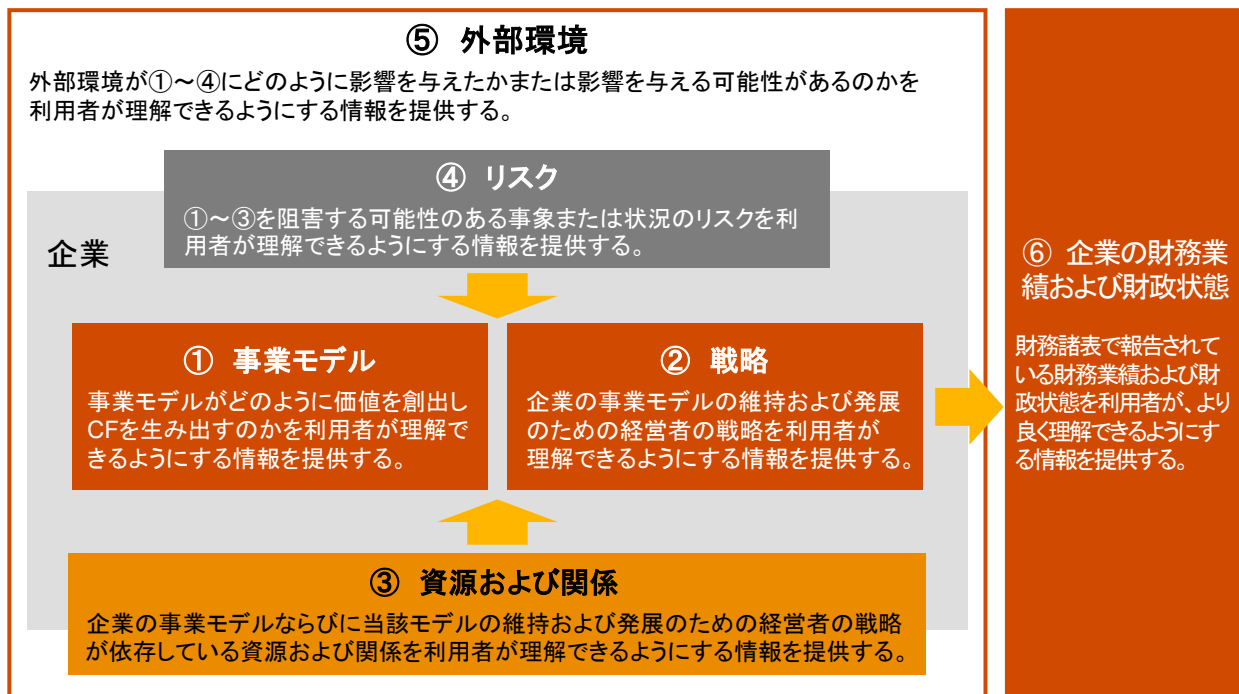 ⑤ 外部環境
外部環境が①～④にどのように影響を与えたかまたは影響を与える可能性があるのかを
利用者が理解できるようにする情報を提供する。
④ リスク
①～③を阻害する可能性のある事象または状況のリスクを利
用者が理解できるようにする情報を提供する。
企業
① 事業モデル
事業モデルがどのように価値を創出し
CFを生み出すのかを利用者が理解で
きるようにする情報を提供する。
② 戦略
企業の事業モデルの維持および発展
のための経営者の戦略を利用者が
理解できるようにする情報を提供する。
③ 資源および関係
企業の事業モデルならびに当該モデルの維持および発展のための経営者の戦略
が依存している資源および関係を利用者が理解できるようにする情報を提供する。
⑥ 企業の財務業
績および財政状態
財務諸表で報告されて
いる財務業績および財
政状態を利用者が、より
良く理解できるようにす
る情報を提供する。